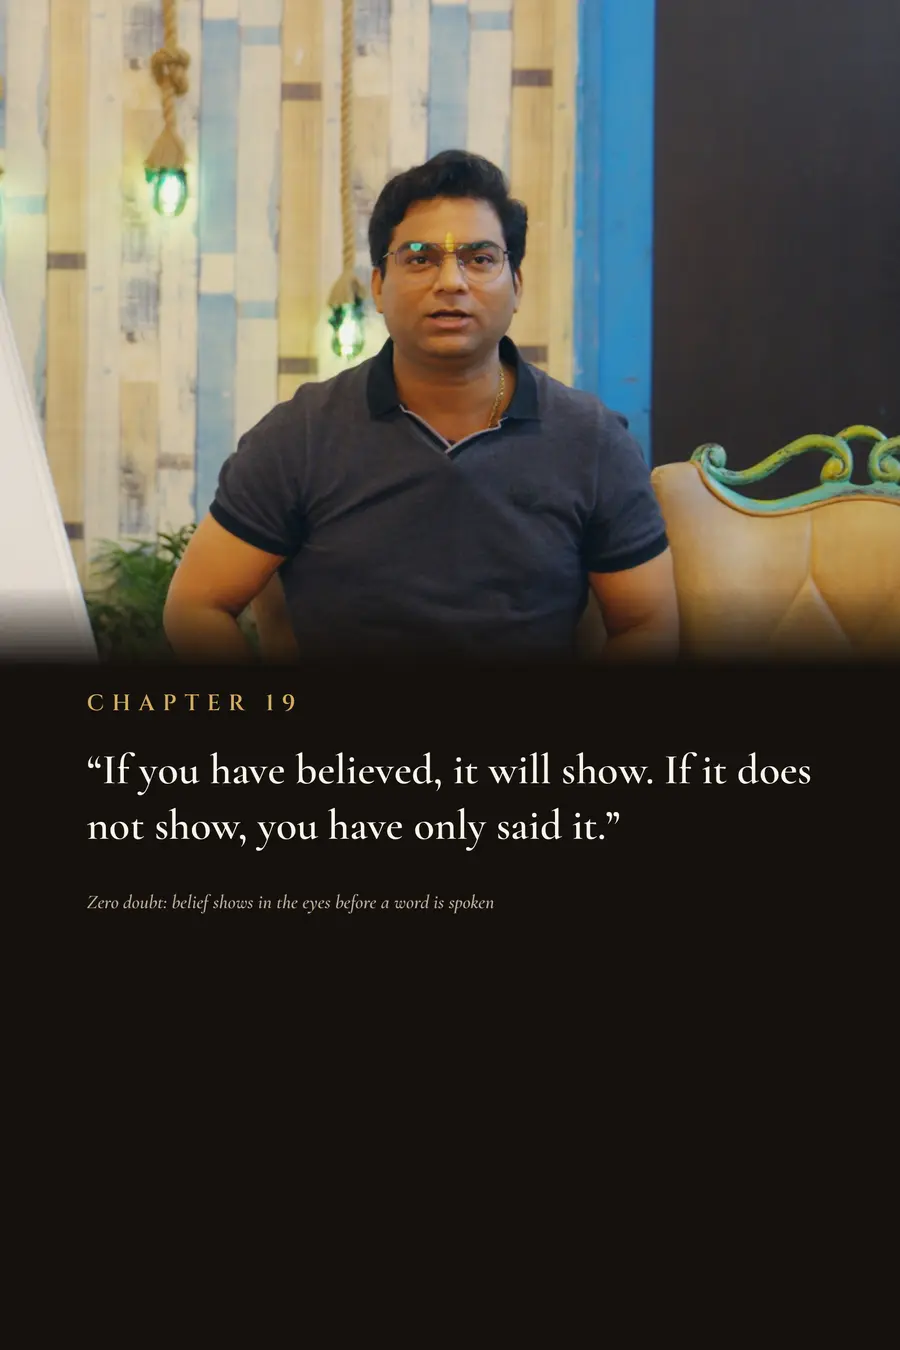 CHAPTER 19
“If you have believed, it will show. If it does
not show, you have only said it.”
Zero doubt: belief shows in the eyes before a word is spoken